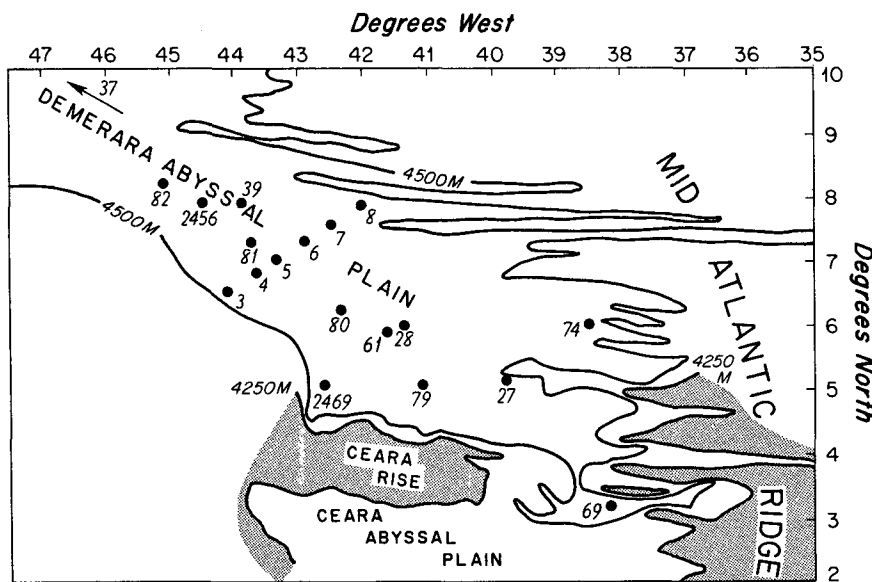 Degrees West
47 46 45 44 43 42 41 40 39 38 37 36 35
10
37
DEMERARA ABYSSAL PLAIN
9
MID ATLANTIC RIDGE
4500M
39
8
82
2456
8
4500M
7
6
81
5
7
4
3
Degrees North
80
61
28
74
6
4250M
4250 M
2469
79
27
5
CEARA
RISE
4
69
CEARA
ABYSSAL
PLAIN
3
2